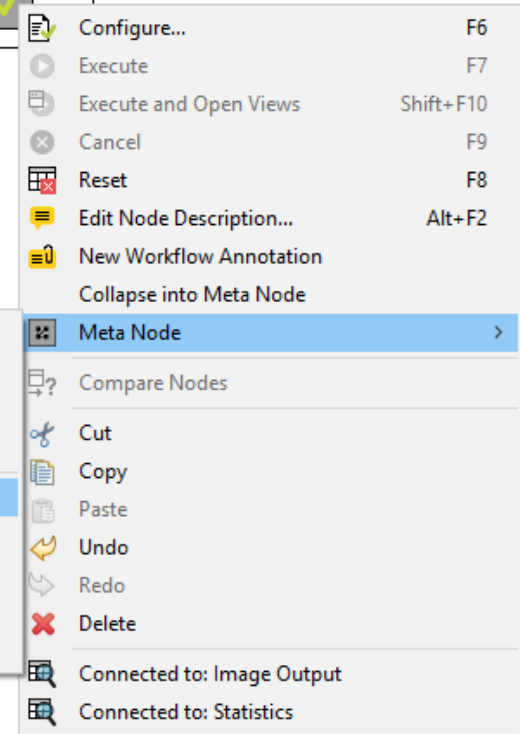 Configure... F6
Execute F7
Execute and Open Views Shift+F10
Cancel F9
Reset F8
Edit Node Description... Alt+F2
New Workflow Annotation
Collapse into Meta Node
Meta Node >
Compare Nodes
Cut
Copy
Paste
Undo
Redo
Delete
Connected to: Image Output
Connected to: Statistics